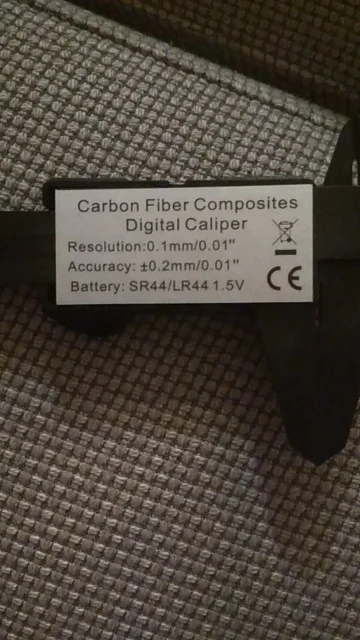 Carbon Fiber Composites
Digital Caliper
Resolution:0.1mm/0.01"
Accuracy: ±0.2mm/0.01"
Battery: SR44/LR44 1.5V
CE